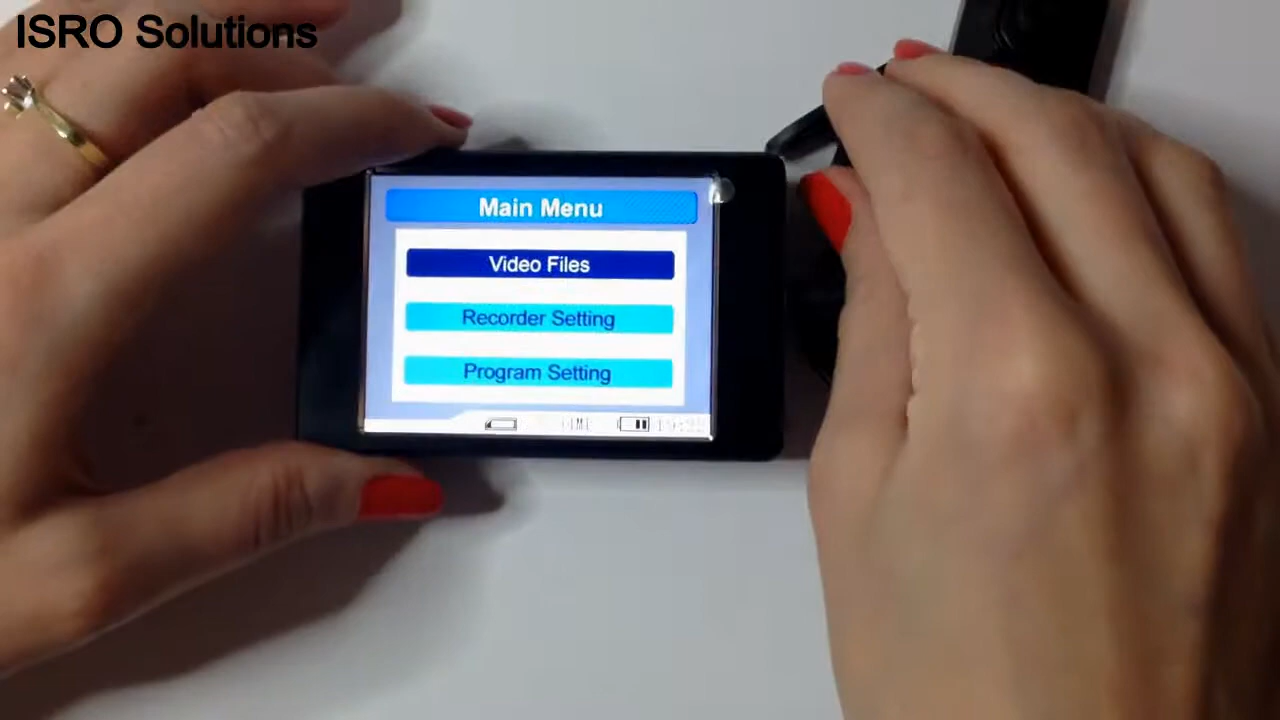 ISRO Solutions
Main Menu
Video Files
Recorder Setting
Program Setting